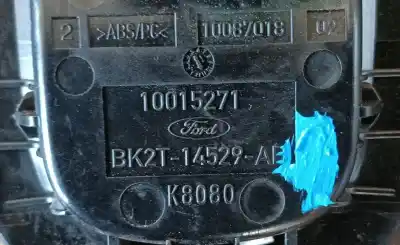 2 >ABS/PC< 10067018 02
10015271
Ford
BK2T-14529-AE
K8080